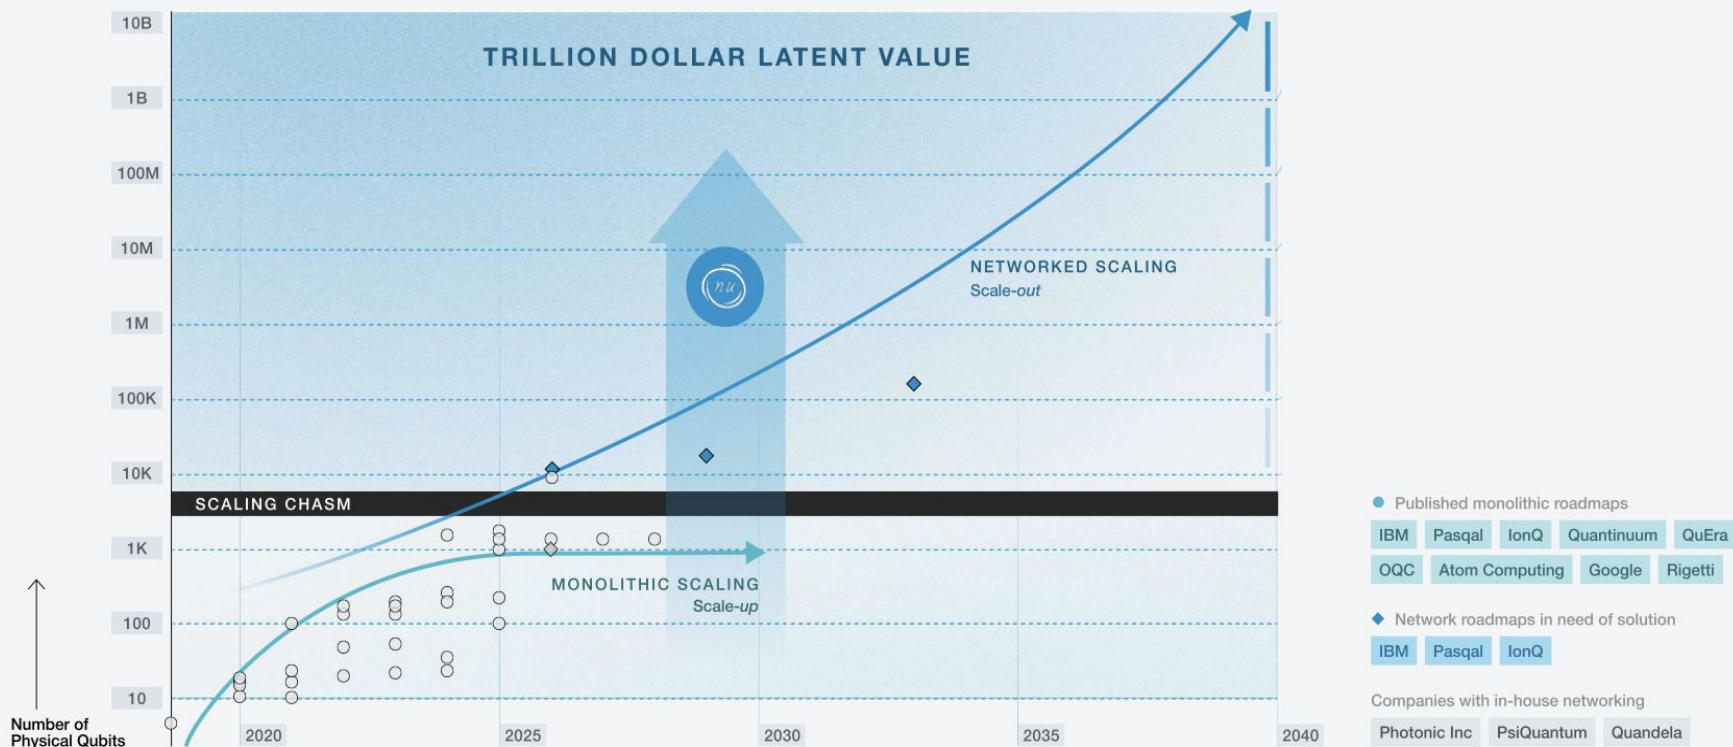 10B
TRILLION DOLLAR LATENT VALUE
1B
100M
10M
nu
NETWORKED SCALING
Scale-out
1M
100K
10K
SCALING CHASM
1K
MONOLITHIC SCALING
Scale-up
100
10
Number of
Physical Qubits
2020 2025 2030 2035 2040
Published monolithic roadmaps
IBM Pasqal IonQ Quantinuum QuEra
OQC Atom Computing Google Rigetti
Network roadmaps in need of solution
IBM Pasqal IonQ
Companies with in-house networking
Photonic Inc PsiQuantum Quandela